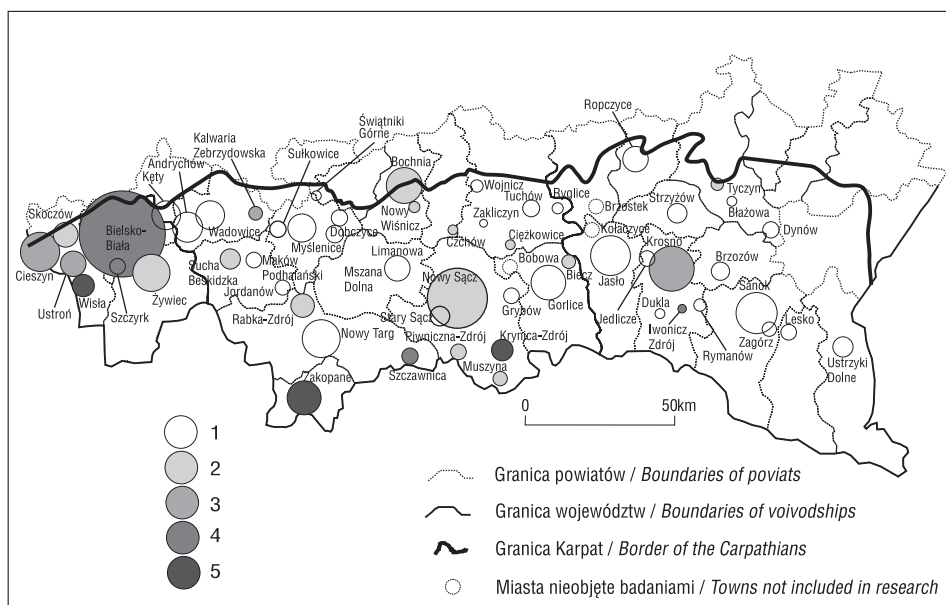 Ropczyce
Świątniki
Górne
Kalwaria
Zebrzydowska
Sułkowice
Bochnia
Andrychów
Kęty
Wojnicz
Tuchów
Ryglice
Tyczyn
Skoczów
Nowy
Wiśnicz
Zakliczyn
Brzostek
Strzyżów
Błażowa
Bielsko-
Biała
Wadowice
Myślenice
Dobczyce
Czchów
Ciężkowice
Kołaczyce
Krosno
Dynów
Cieszyn
Sucha
Beskidzka
Maków
Podhalański
Limanowa
Bobowa
Biecz
Brzozów
Jordanów
Mszana
Dolna
Nowy Sącz
Jasło
Sanok
Ustroń
Wisła
Szczyrk
Żywiec
Rabka-Zdrój
Stary Sącz
Grybów
Gorlice
Jedlicze
Dukla
Iwonicz
Zdrój
Rymanów
Zagórz
Lesko
Nowy Targ
Piwniczna-Zdrój
Krynica-Zdrój
Ustrzyki
Dolne
Szczawnica
Muszyna
Zakopane
0 50km
1
2
3
4
5
Granica powiatów / Boundaries of poviats
Granica województw / Boundaries of voivodships
Granica Karpat / Border of the Carpathians
Miasta nieobjęte badaniami / Towns not included in research